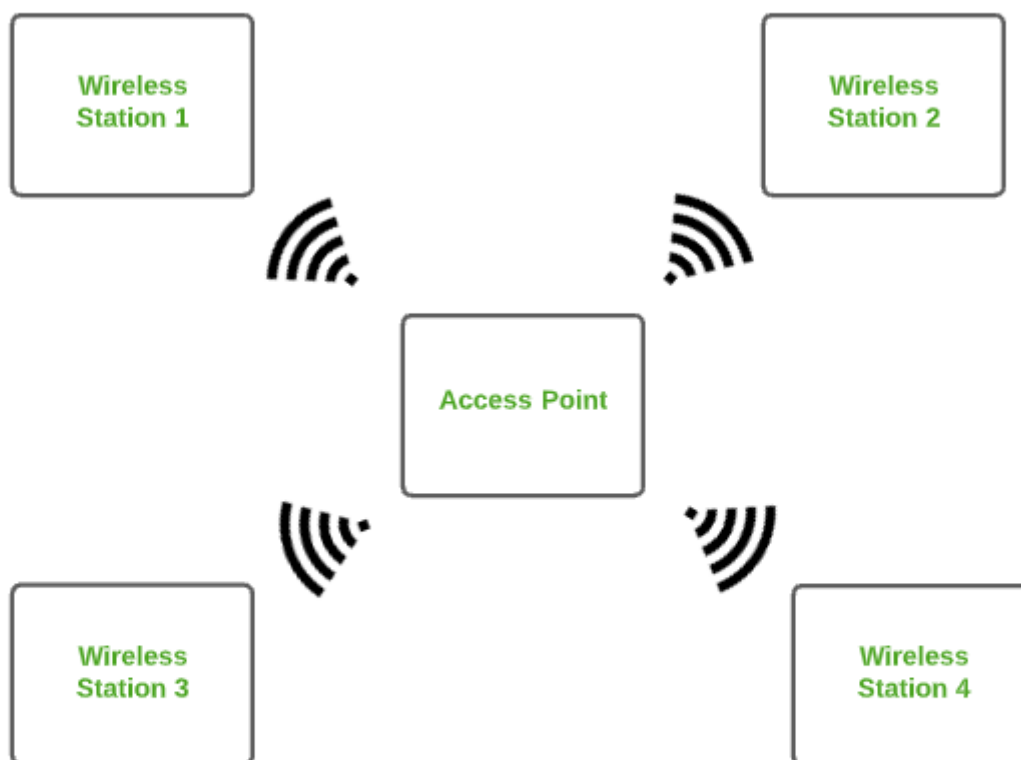 Wireless
Station 1
Wireless
Station 2
Access Point
Wireless
Station 3
Wireless
Station 4